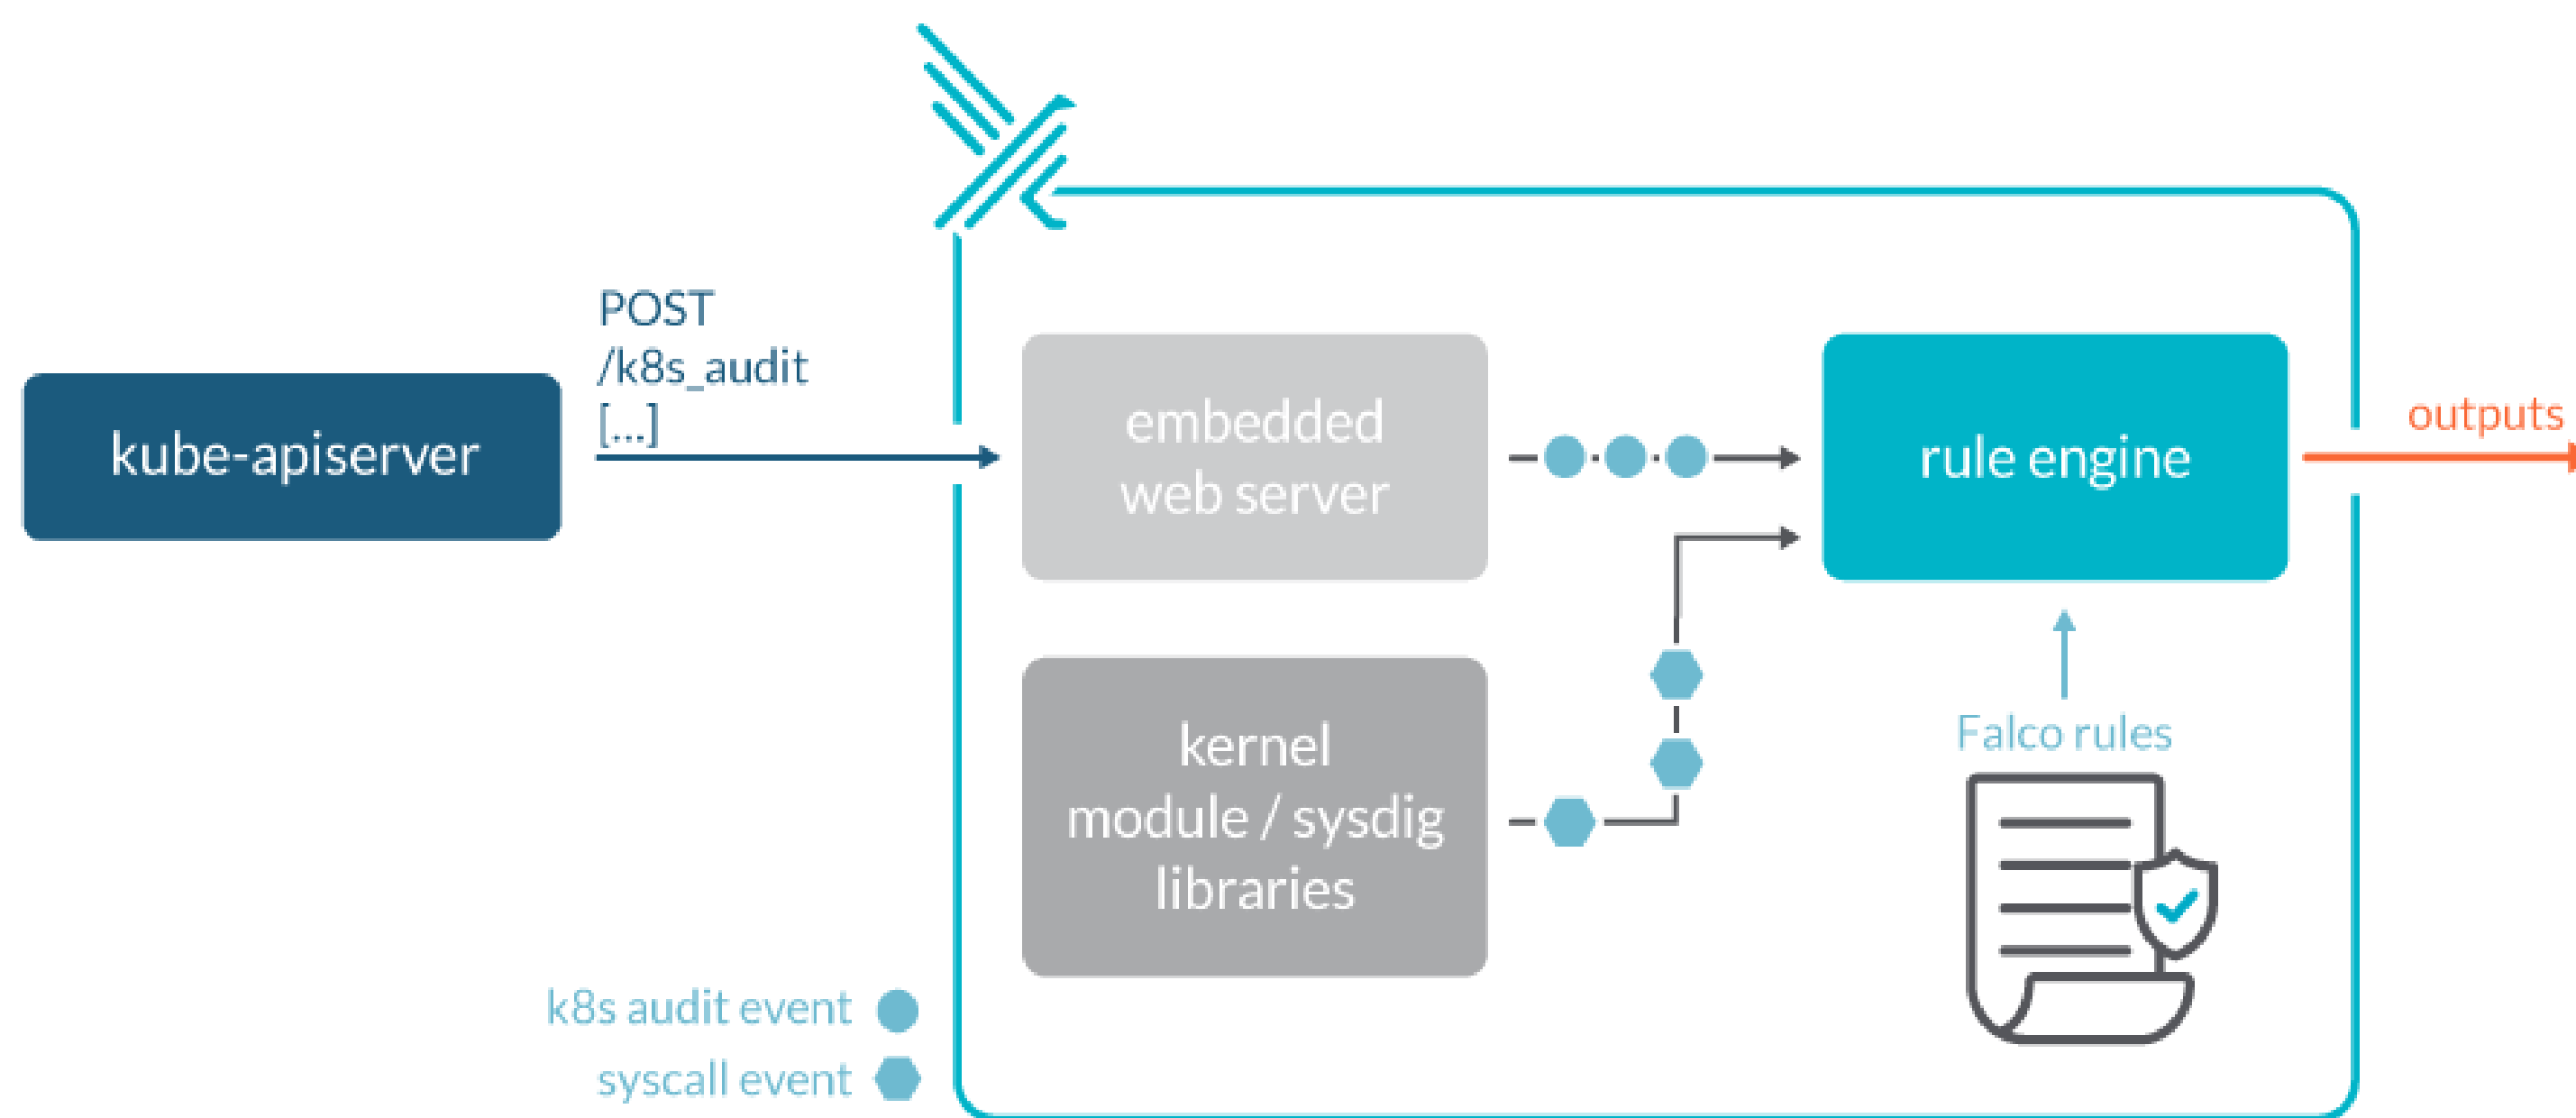 POST
/k8s_audit
[...]
kube-apiserver
embedded
web server
rule engine
outputs
kernel
module / sysdig
libraries
Falco rules
k8s audit event
syscall event